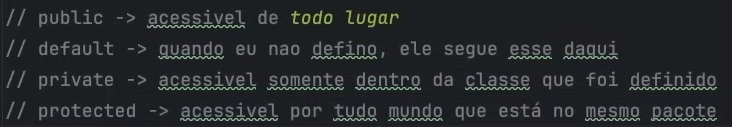 // public -> acessivel de todo lugar
// default -> quando eu nao defino, ele segue esse daqui
// private -> acessivel somente dentro da classe que foi definido
// protected -> acessivel por tudo mundo que está no mesmo pacote